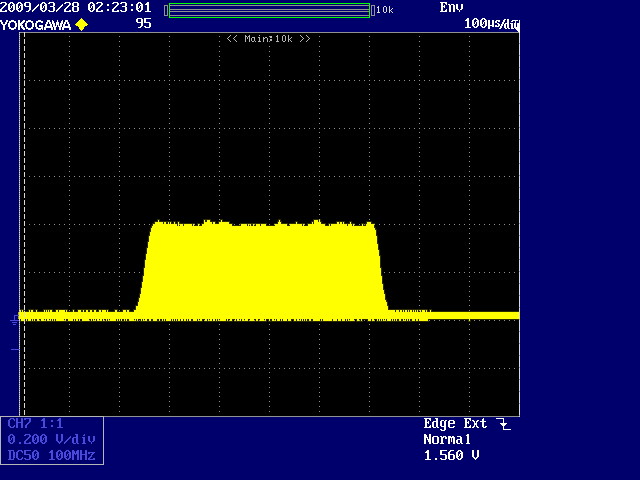 2009/03/28 02:23:01 10k Env
YOKOGAWA 95 100µs/div
<< Main:10k >>
CH7 1:1
0.200 V/div
DC50 100MHz
Edge Ext
Normal
1.560 V